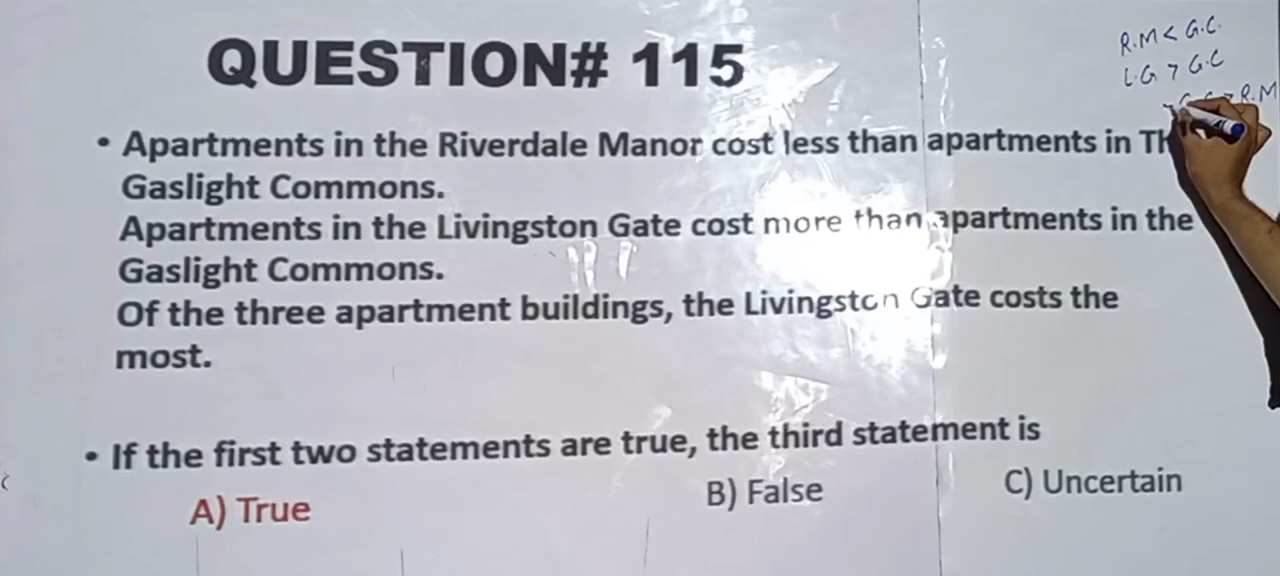 QUESTION# 115
R.M < G.C.
L.G > G.C
R.M
• Apartments in the Riverdale Manor cost less than apartments in
Gaslight Commons.
Apartments in the Livingston Gate cost more than apartments in the
Gaslight Commons.
Of the three apartment buildings, the Livingston Gate costs the
most.
• If the first two statements are true, the third statement is
A) True B) False C) Uncertain